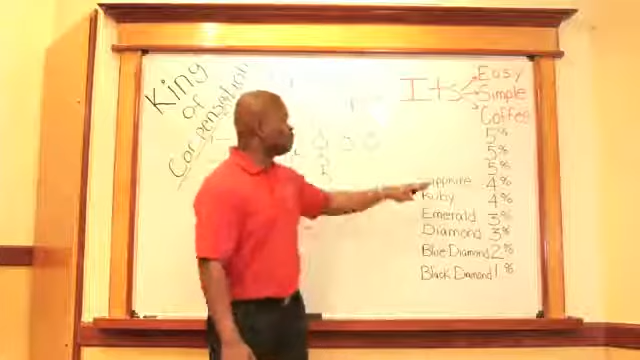 King
of
Compensation
Its
Easy
Simple
Coffee
5%
5%
5%
Sapphire 4%
Ruby 4%
Emerald 3%
Diamond 3%
Blue Diamond 2%
Black Diamond 1%